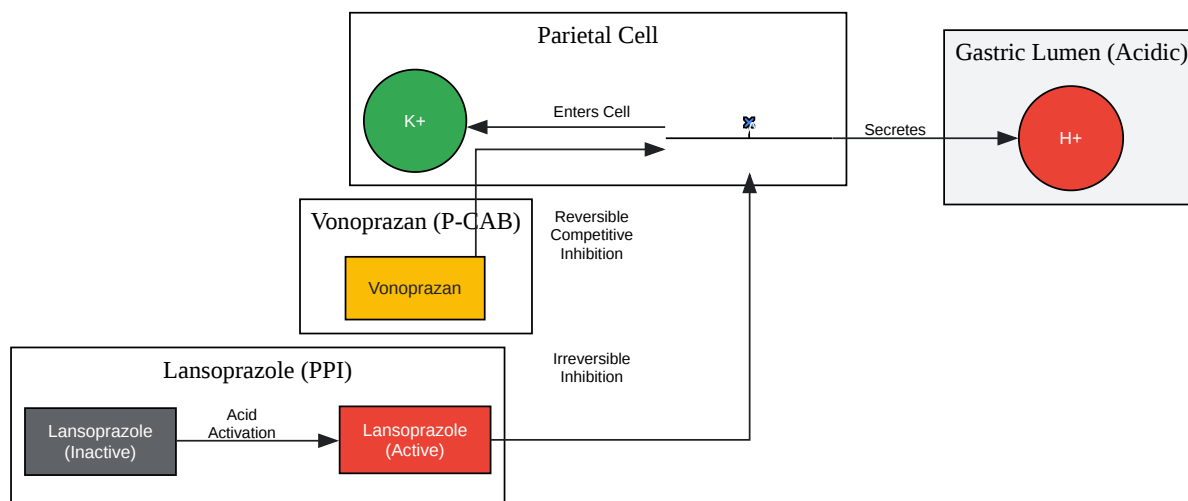 Parietal Cell
Gastric Lumen (Acidic)
K+
Enters Cell
Secretes
H+
Vonoprazan (P-CAB)
Reversible
Competitive
Inhibition
Vonoprazan
Lansoprazole (PPI)
Irreversible
Inhibition
Lansoprazole
(Inactive)
Acid
Activation
Lansoprazole
(Active)